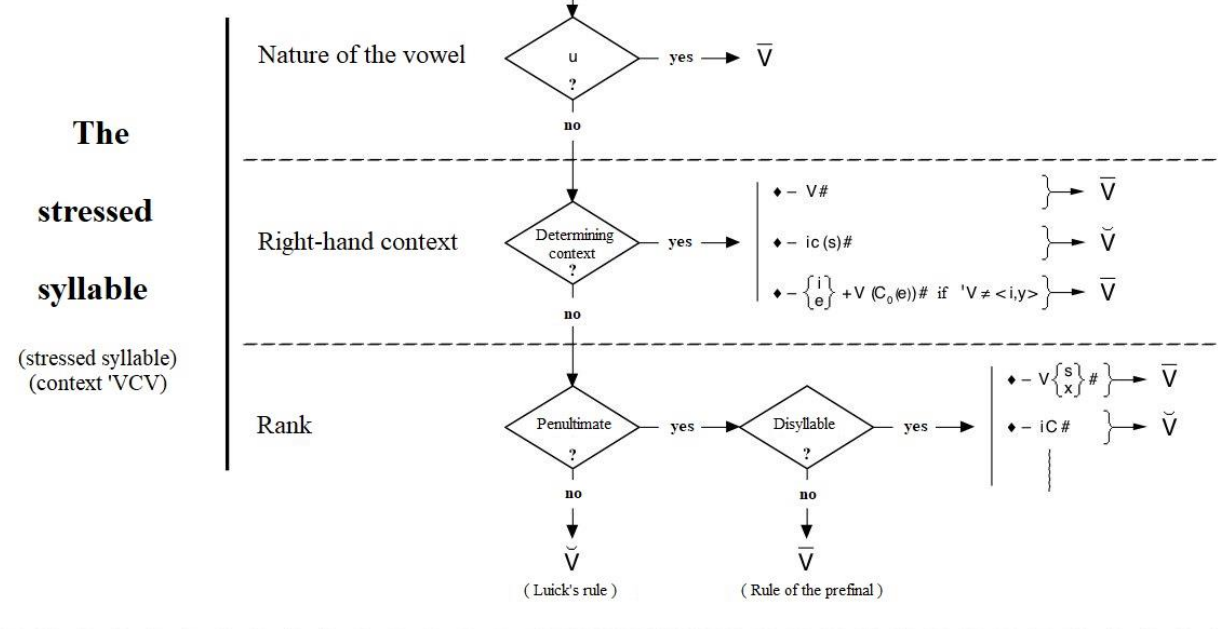 The
stressed
syllable
(stressed syllable)
(context 'VCV)
Nature of the vowel
u
?
yes
V̅
no
Right-hand context
Determining
context
?
yes
♦ – V# } V̅
♦ – ic (s)# } V̆
♦ – {i e} +V (C₀(e))# if 'V ≠ <i,y> } V̅
no
Rank
Penultimate
?
yes
Disyllable
?
yes
♦ – V{s x} # } V̅
♦ – iC # } V̆
no
no
V̆
V̅
( Luick's rule )
( Rule of the prefinal )